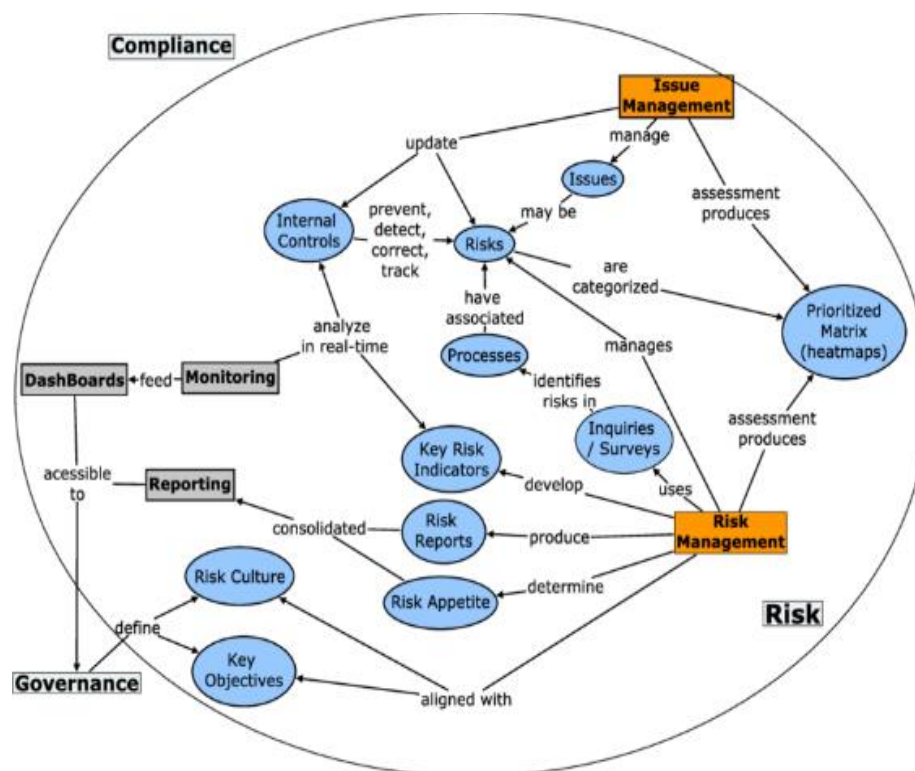 Compliance
Issue
Management
update
manage
Issues
assessment
produces
Internal
Controls
prevent,
detect,
correct,
track
may be
Risks
are
categorized
have
associated
Prioritized
Matrix
(heatmaps)
analyze
in real-time
Processes
manages
DashBoards
feed
Monitoring
identifies
risks in
assessment
produces
Inquiries
/ Surveys
Key Risk
Indicators
acessible
to
Reporting
develop
uses
consolidated
Risk
Reports
produce
Risk
Management
Risk Culture
Risk Appetite
determine
Risk
define
Key
Objectives
Governance
aligned with